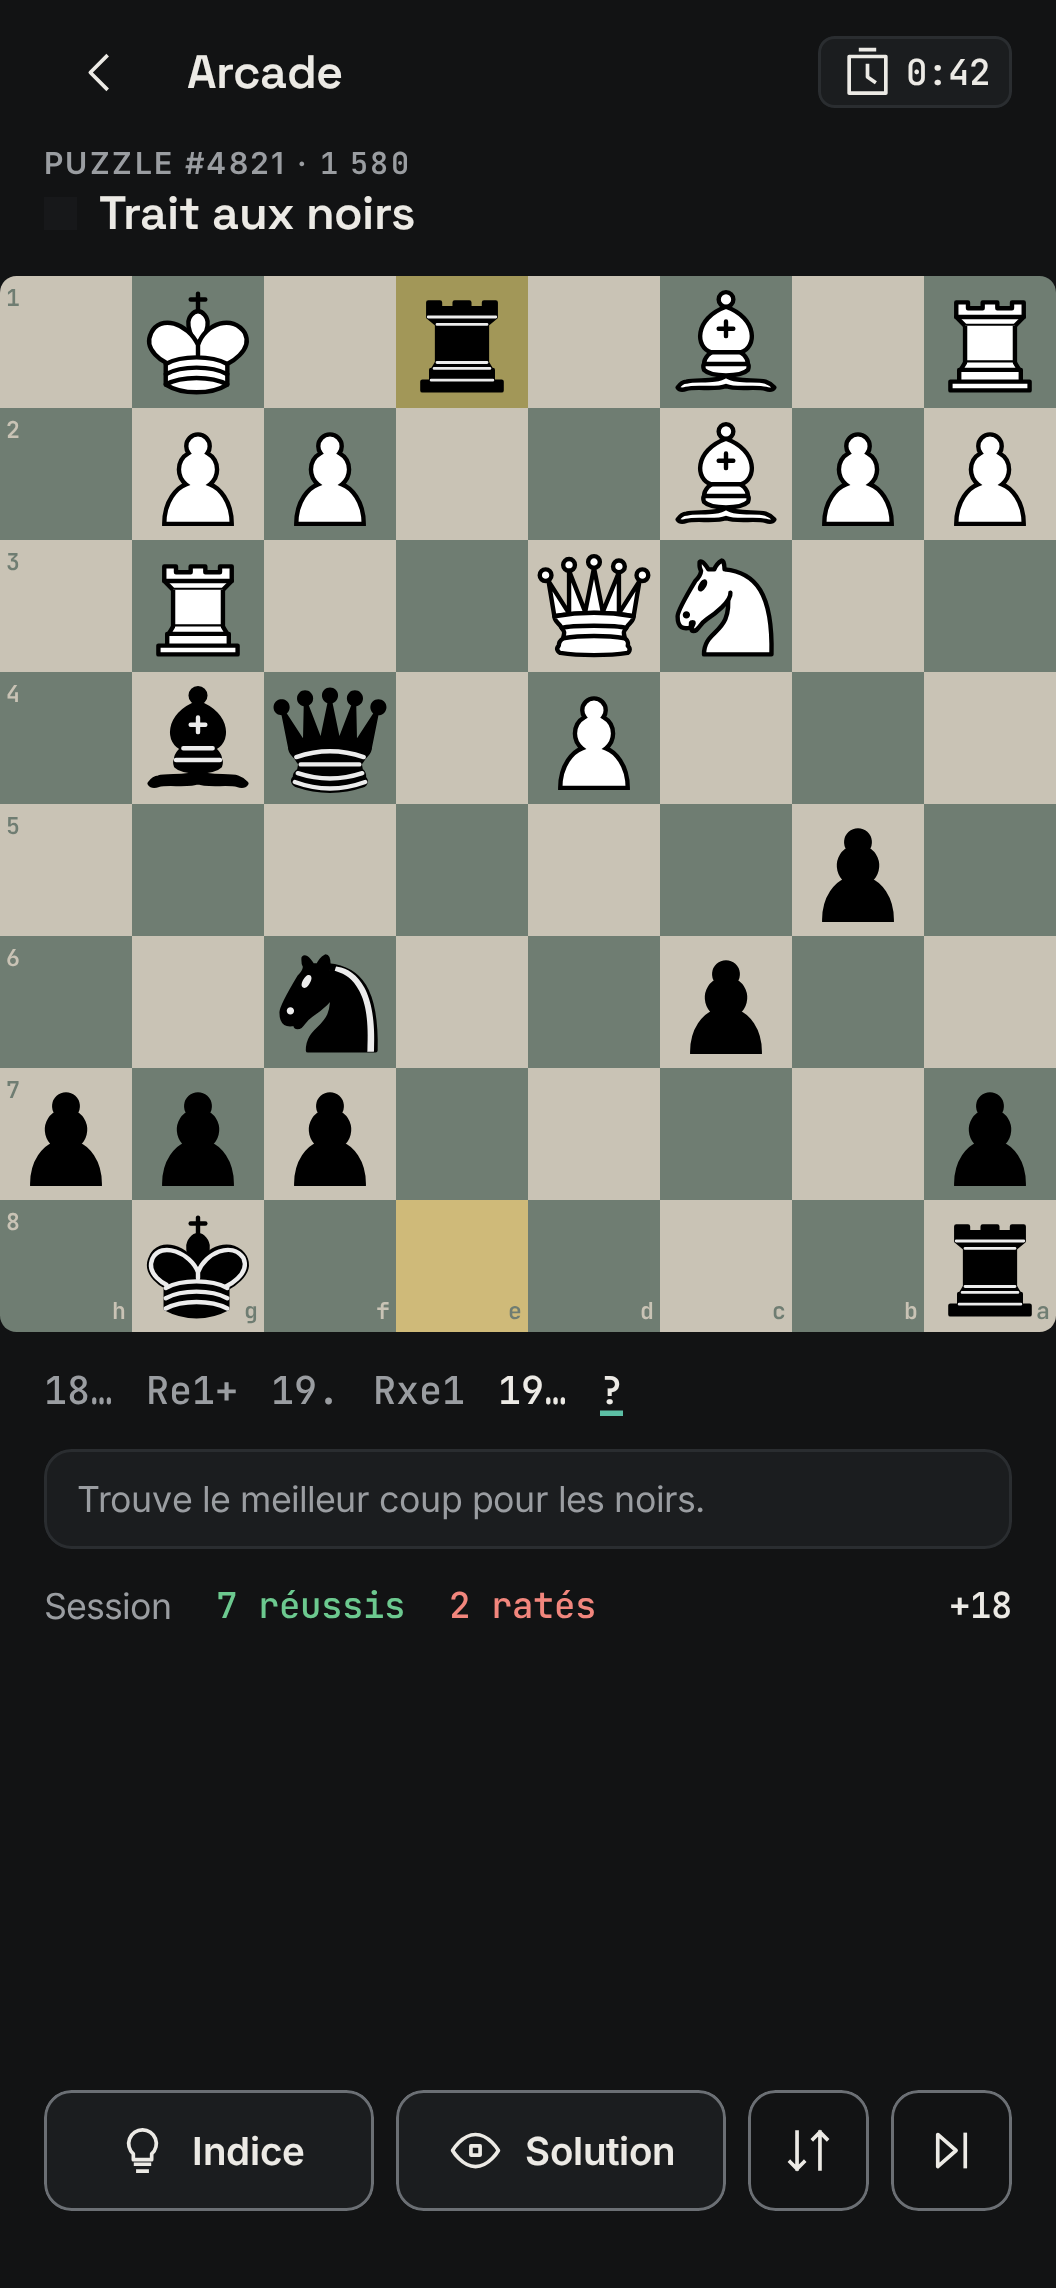 Arcade
0:42
PUZZLE #4821 · 1 580
Trait aux noirs
1
2
3
4
5
6
7
8
h g f e d c b a
18… Re1+ 19. Rxe1 19… ?
Trouve le meilleur coup pour les noirs.
Session 7 réussis 2 ratés +18
Indice
Solution